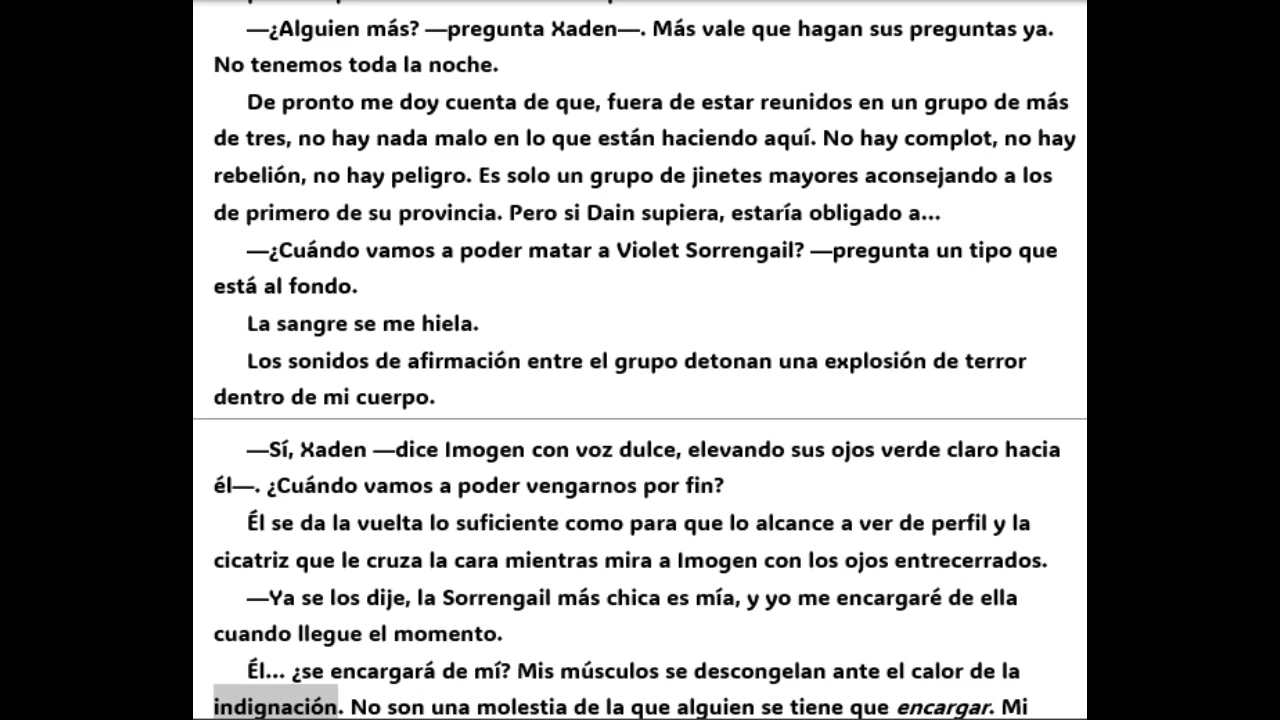 —¿Alguien más? —pregunta Xaden—. Más vale que hagan sus preguntas ya.
No tenemos toda la noche.
De pronto me doy cuenta de que, fuera de estar reunidos en un grupo de más
de tres, no hay nada malo en lo que están haciendo aquí. No hay complot, no hay
rebelión, no hay peligro. Es solo un grupo de jinetes mayores aconsejando a los
de primero de su provincia. Pero si Dain supiera, estaría obligado a...
—¿Cuándo vamos a poder matar a Violet Sorrengail? —pregunta un tipo que
está al fondo.
La sangre se me hiela.
Los sonidos de afirmación entre el grupo detonan una explosión de terror
dentro de mi cuerpo.
—Sí, Xaden —dice Imogen con voz dulce, elevando sus ojos verde claro hacia
él—. ¿Cuándo vamos a poder vengarnos por fin?
Él se da la vuelta lo suficiente como para que lo alcance a ver de perfil y la
cicatriz que le cruza la cara mientras mira a Imogen con los ojos entrecerrados.
—Ya se los dije, la Sorrengail más chica es mía, y yo me encargaré de ella
cuando llegue el momento.
Él... ¿se encargará de mí? Mis músculos se descongelan ante el calor de la
indignación. No son una molestia de la que alguien se tiene que encargar. Mi